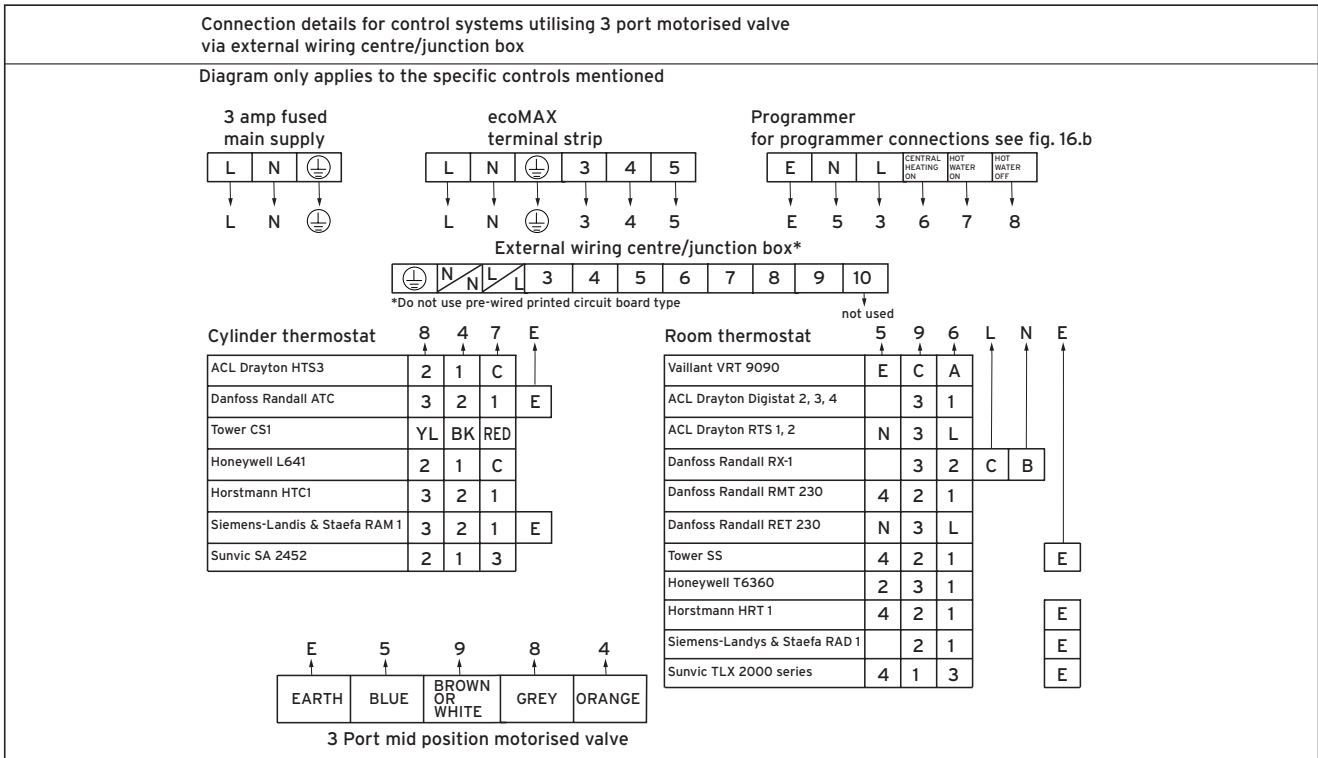 Connection details for control systems utilising 3 port motorised valve
via external wiring centre/junction box
Diagram only applies to the specific controls mentioned
3 amp fused
main supply
L N
L N
ecoMAX
terminal strip
L N 3 4 5
L N 3 4 5
Programmer
for programmer connections see fig. 16.b
E N L CENTRAL HEATING ON HOT WATER ON HOT WATER OFF
E 5 3 6 7 8
External wiring centre/junction box*
N/N L/L 3 4 5 6 7 8 9 10
*Do not use pre-wired printed circuit board type
not used
Cylinder thermostat 8 4 7 E
ACL Drayton HTS3 2 1 C
Danfoss Randall ATC 3 2 1 E
Tower CS1 YL BK RED
Honeywell L641 2 1 C
Horstmann HTC1 3 2 1
Siemens-Landis & Staefa RAM 1 3 2 1 E
Sunvic SA 2452 2 1 3
Room thermostat 5 9 6 L N E
Vaillant VRT 9090 E C A
ACL Drayton Digistat 2, 3, 4 3 1
ACL Drayton RTS 1, 2 N 3 L
Danfoss Randall RX-1 3 2 C B
Danfoss Randall RMT 230 4 2 1
Danfoss Randall RET 230 N 3 L
Tower SS 4 2 1 E
Honeywell T6360 2 3 1
Horstmann HRT 1 4 2 1 E
Siemens-Landys & Staefa RAD 1 2 1 E
Sunvic TLX 2000 series 4 1 3 E
E 5 9 8 4
EARTH BLUE BROWN OR WHITE GREY ORANGE
3 Port mid position motorised valve